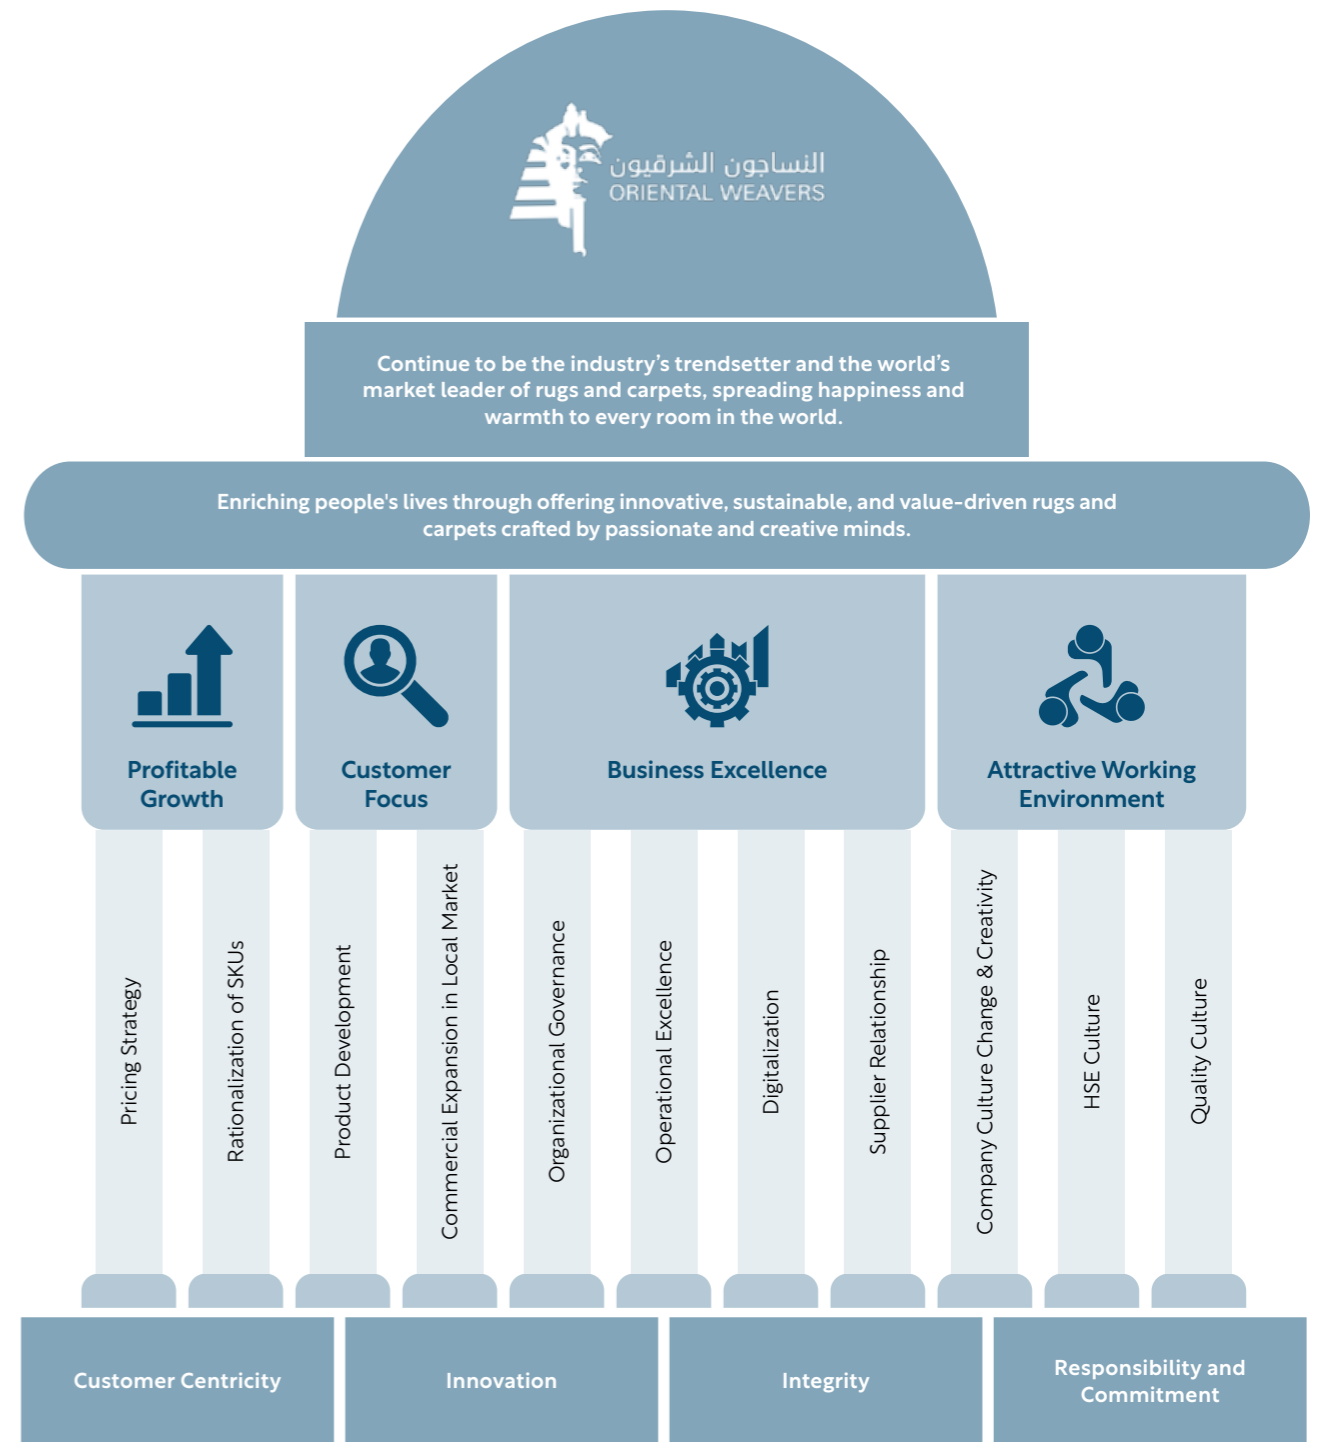 النساجون الشرقيون
ORIENTAL WEAVERS
Continue to be the industry’s trendsetter and the world’s
market leader of rugs and carpets, spreading happiness and
warmth to every room in the world.
Enriching people's lives through offering innovative, sustainable, and value-driven rugs and
carpets crafted by passionate and creative minds.
Profitable
Growth
Customer
Focus
Business Excellence
Attractive Working
Environment
Pricing Strategy
Rationalization of SKUs
Product Development
Commercial Expansion in Local Market
Organizational Governance
Operational Excellence
Digitalization
Supplier Relationship
Company Culture Change & Creativity
HSE Culture
Quality Culture
Customer Centricity
Innovation
Integrity
Responsibility and
Commitment